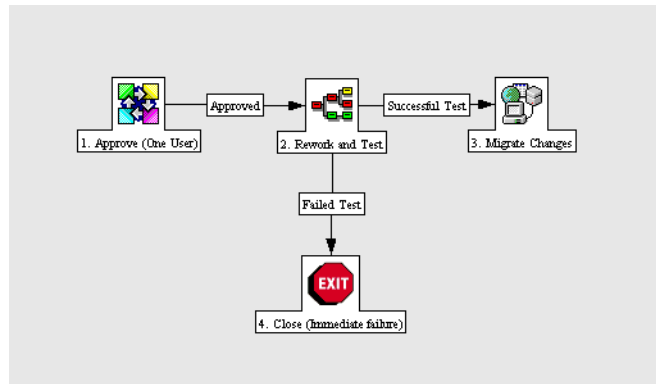 Approved
Successful Test
1. Approve (One User)
2. Rework and Test
3. Migrate Changes
Failed Test
EXIT
4. Close (Immediate failure)